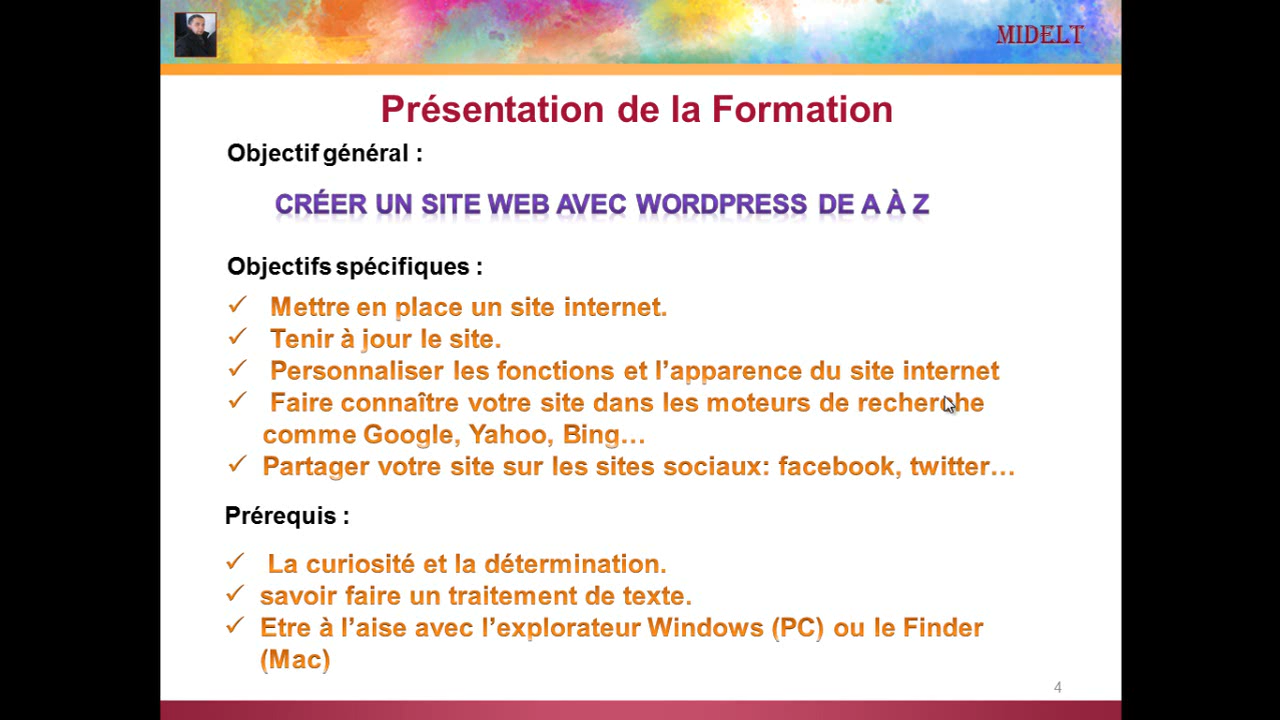 MIDELT
Présentation de la Formation
Objectif général :
CRÉER UN SITE WEB AVEC WORDPRESS DE A À Z
Objectifs spécifiques :
✓ Mettre en place un site internet.
✓ Tenir à jour le site.
✓ Personnaliser les fonctions et l’apparence du site internet
✓ Faire connaître votre site dans les moteurs de recherche
comme Google, Yahoo, Bing…
✓ Partager votre site sur les sites sociaux: facebook, twitter…
Prérequis :
✓ La curiosité et la détermination.
✓ savoir faire un traitement de texte.
✓ Etre à l’aise avec l’explorateur Windows (PC) ou le Finder
(Mac)
4